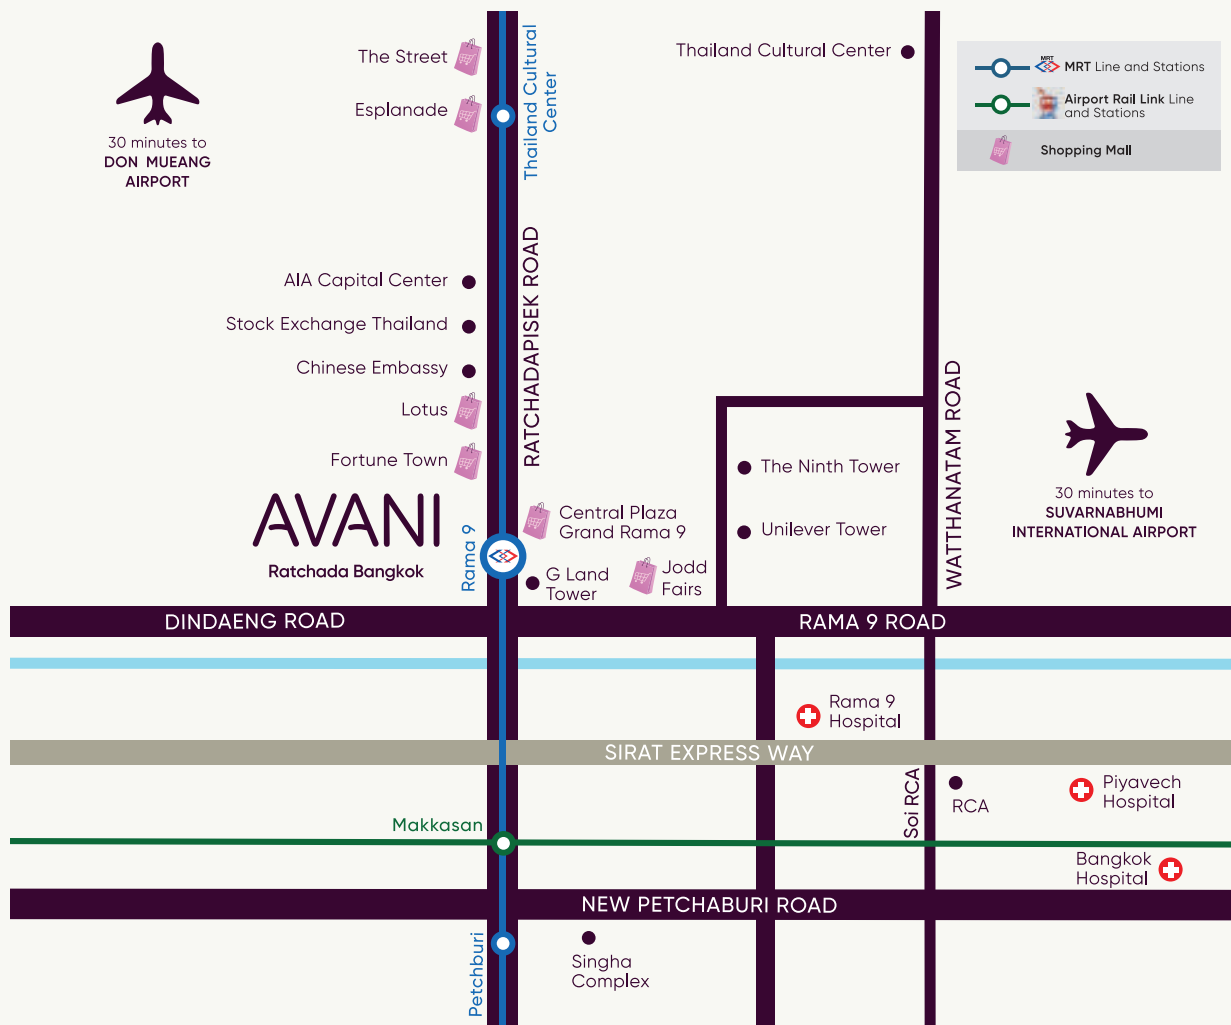 The Street
Esplanade
Thailand Cultural
Center
Thailand Cultural Center
MRT
MRT Line and Stations
Airport Rail Link Line
and Stations
Shopping Mall
30 minutes to
DON MUEANG
AIRPORT
AIA Capital Center
Stock Exchange Thailand
Chinese Embassy
Lotus
Fortune Town
RATCHADAPISEK ROAD
WATTHANATAM ROAD
The Ninth Tower
Unilever Tower
30 minutes to
SUVARNABHUMI
INTERNATIONAL AIRPORT
AVANI
Ratchada Bangkok
Rama 9
Central Plaza
Grand Rama 9
G Land
Tower
Jodd
Fairs
DINDAENG ROAD
RAMA 9 ROAD
Rama 9
Hospital
SIRAT EXPRESS WAY
Soi RCA
RCA
Piyavech
Hospital
Makkasan
Bangkok
Hospital
NEW PETCHABURI ROAD
Petchburi
Singha
Complex